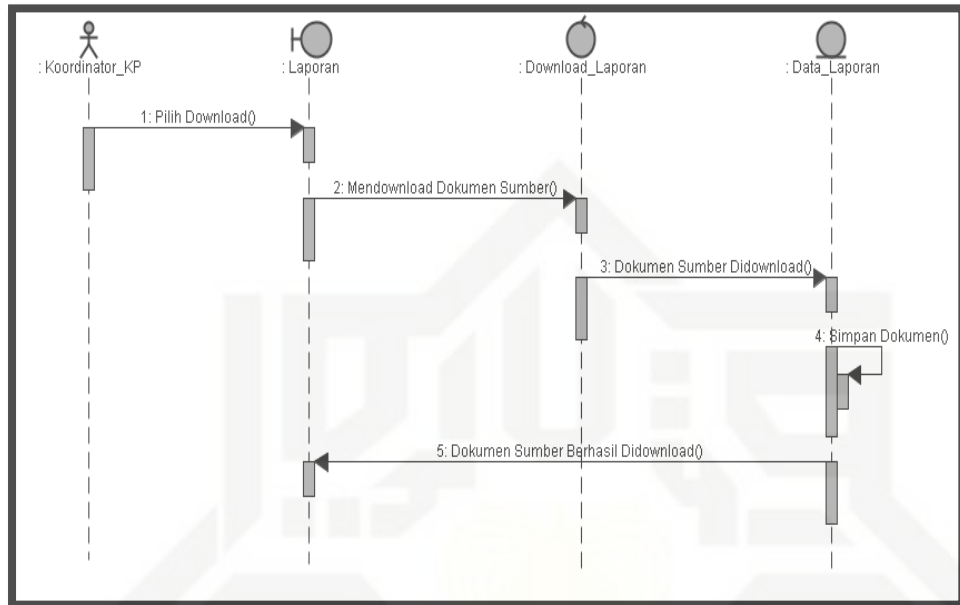 : Koordinator_KP
: Laporan
: Download_Laporan
: Data_Laporan
1: Pilih Download()
2: Mendownload Dokumen Sumber()
3: Dokumen Sumber Didownload()
4: Simpan Dokumen()
5: Dokumen Sumber Berhasil Didownload()